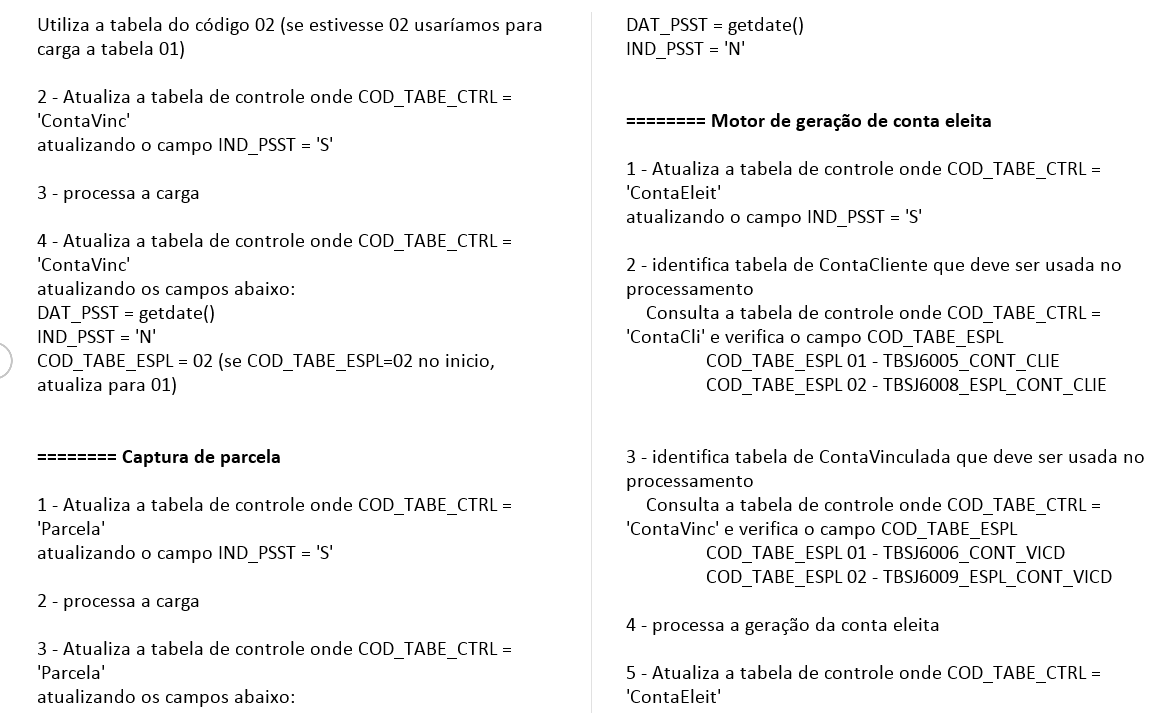 Utiliza a tabela do código 02 (se estivesse 02 usaríamos para
carga a tabela 01)
2 - Atualiza a tabela de controle onde COD_TABE_CTRL =
'ContaVinc'
atualizando o campo IND_PSST = 'S'
3 - processa a carga
4 - Atualiza a tabela de controle onde COD_TABE_CTRL =
'ContaVinc'
atualizando os campos abaixo:
DAT_PSST = getdate()
IND_PSST = 'N'
COD_TABE_ESPL = 02 (se COD_TABE_ESPL=02 no inicio,
atualiza para 01)
======== Captura de parcela
1 - Atualiza a tabela de controle onde COD_TABE_CTRL =
'Parcela'
atualizando o campo IND_PSST = 'S'
2 - processa a carga
3 - Atualiza a tabela de controle onde COD_TABE_CTRL =
'Parcela'
atualizando os campos abaixo:
DAT_PSST = getdate()
IND_PSST = 'N'
======== Motor de geração de conta eleita
1 - Atualiza a tabela de controle onde COD_TABE_CTRL =
'ContaEleit'
atualizando o campo IND_PSST = 'S'
2 - identifica tabela de ContaCliente que deve ser usada no
processamento
Consulta a tabela de controle onde COD_TABE_CTRL =
'ContaCli' e verifica o campo COD_TABE_ESPL
COD_TABE_ESPL 01 - TBSJ6005_CONT_CLIE
COD_TABE_ESPL 02 - TBSJ6008_ESPL_CONT_CLIE
3 - identifica tabela de ContaVinculada que deve ser usada no
processamento
Consulta a tabela de controle onde COD_TABE_CTRL =
'ContaVinc' e verifica o campo COD_TABE_ESPL
COD_TABE_ESPL 01 - TBSJ6006_CONT_VICD
COD_TABE_ESPL 02 - TBSJ6009_ESPL_CONT_VICD
4 - processa a geração da conta eleita
5 - Atualiza a tabela de controle onde COD_TABE_CTRL =
'ContaEleit'